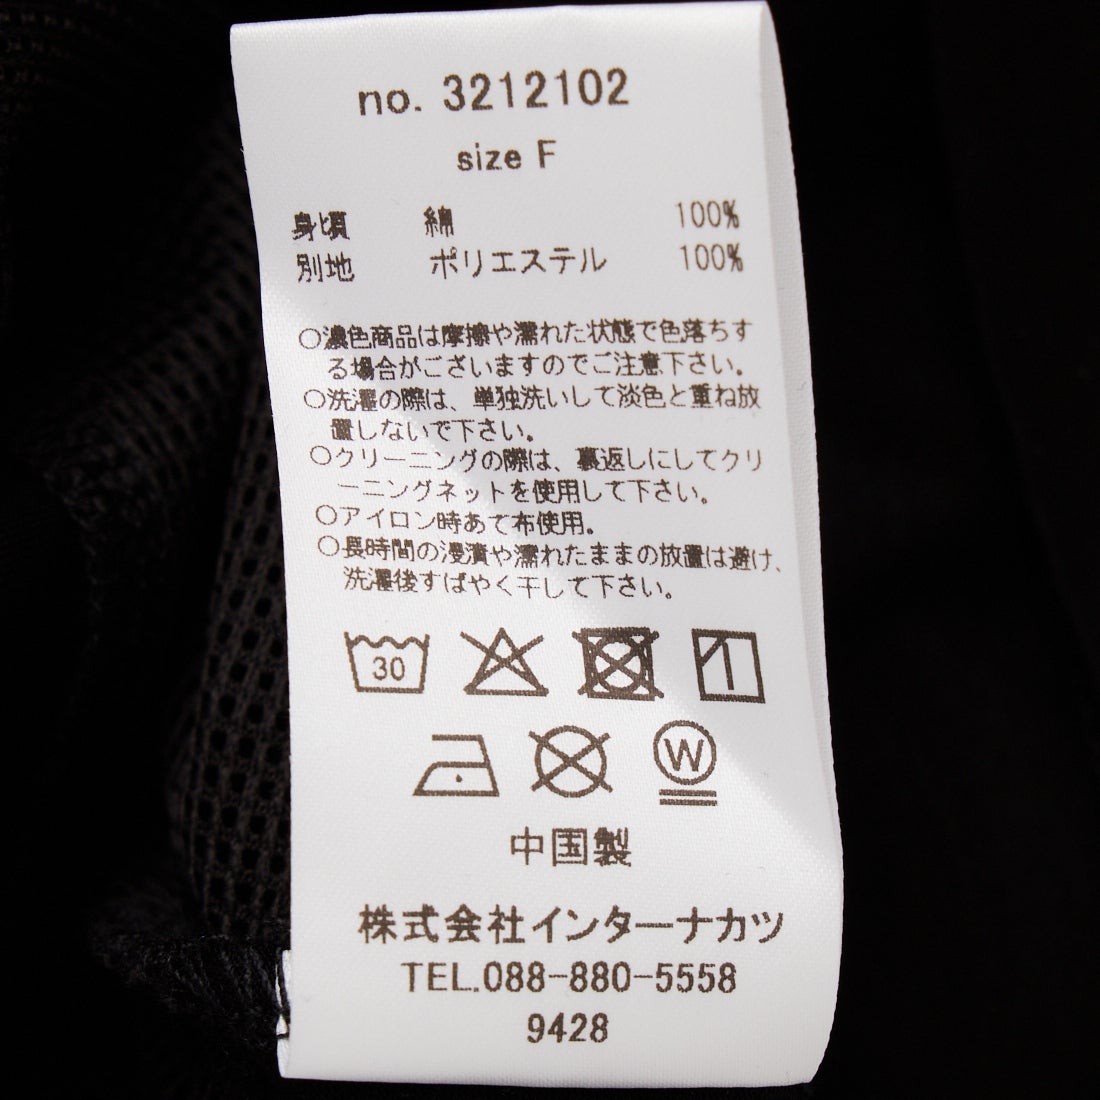 no. 3212102
size F
身頃 綿 100%
別地 ポリエステル 100%
○濃色商品は摩擦や濡れた状態で色落ちす
る場合がございますのでご注意下さい。
○洗濯の際は、単独洗いして淡色と重ね放
置しないで下さい。
○クリーニングの際は、裏返しにしてクリ
ーニングネットを使用して下さい。
○アイロン時あて布使用。
○長時間の浸漬や濡れたままの放置は避け、
洗濯後すばやく干して下さい。
30
W
中国製
株式会社インターナカツ
TEL.088-880-5558
9428